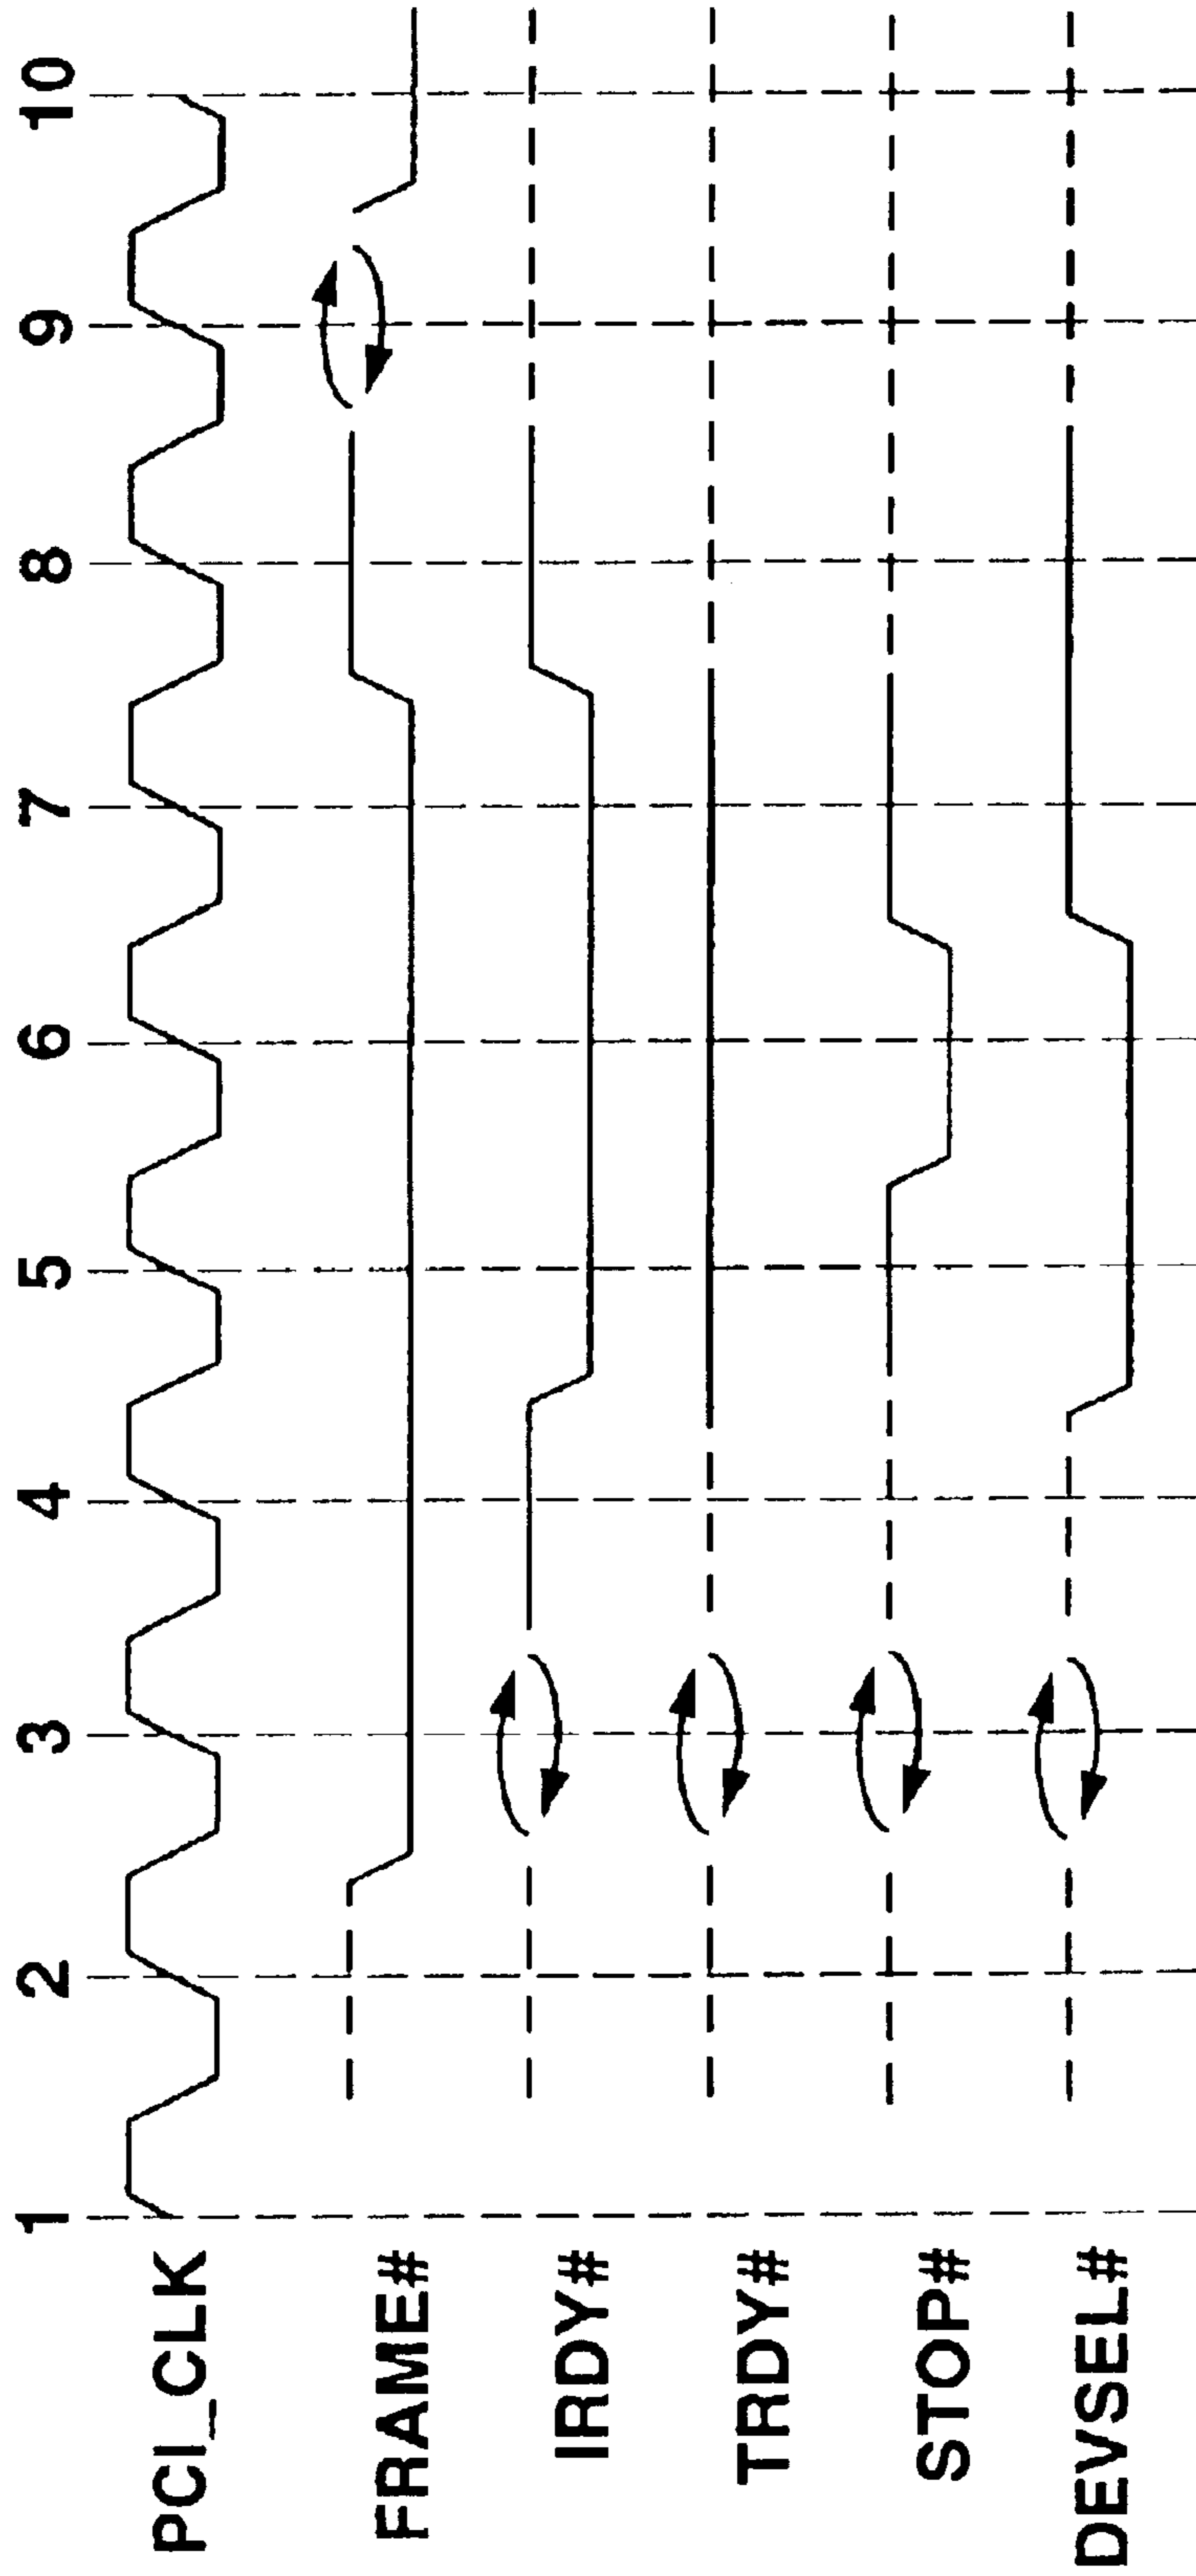 1 2 3 4 5 6 7 8 9 10
PCI_CLK
FRAME#
IRDY#
TRDY#
STOP#
DEVSEL#